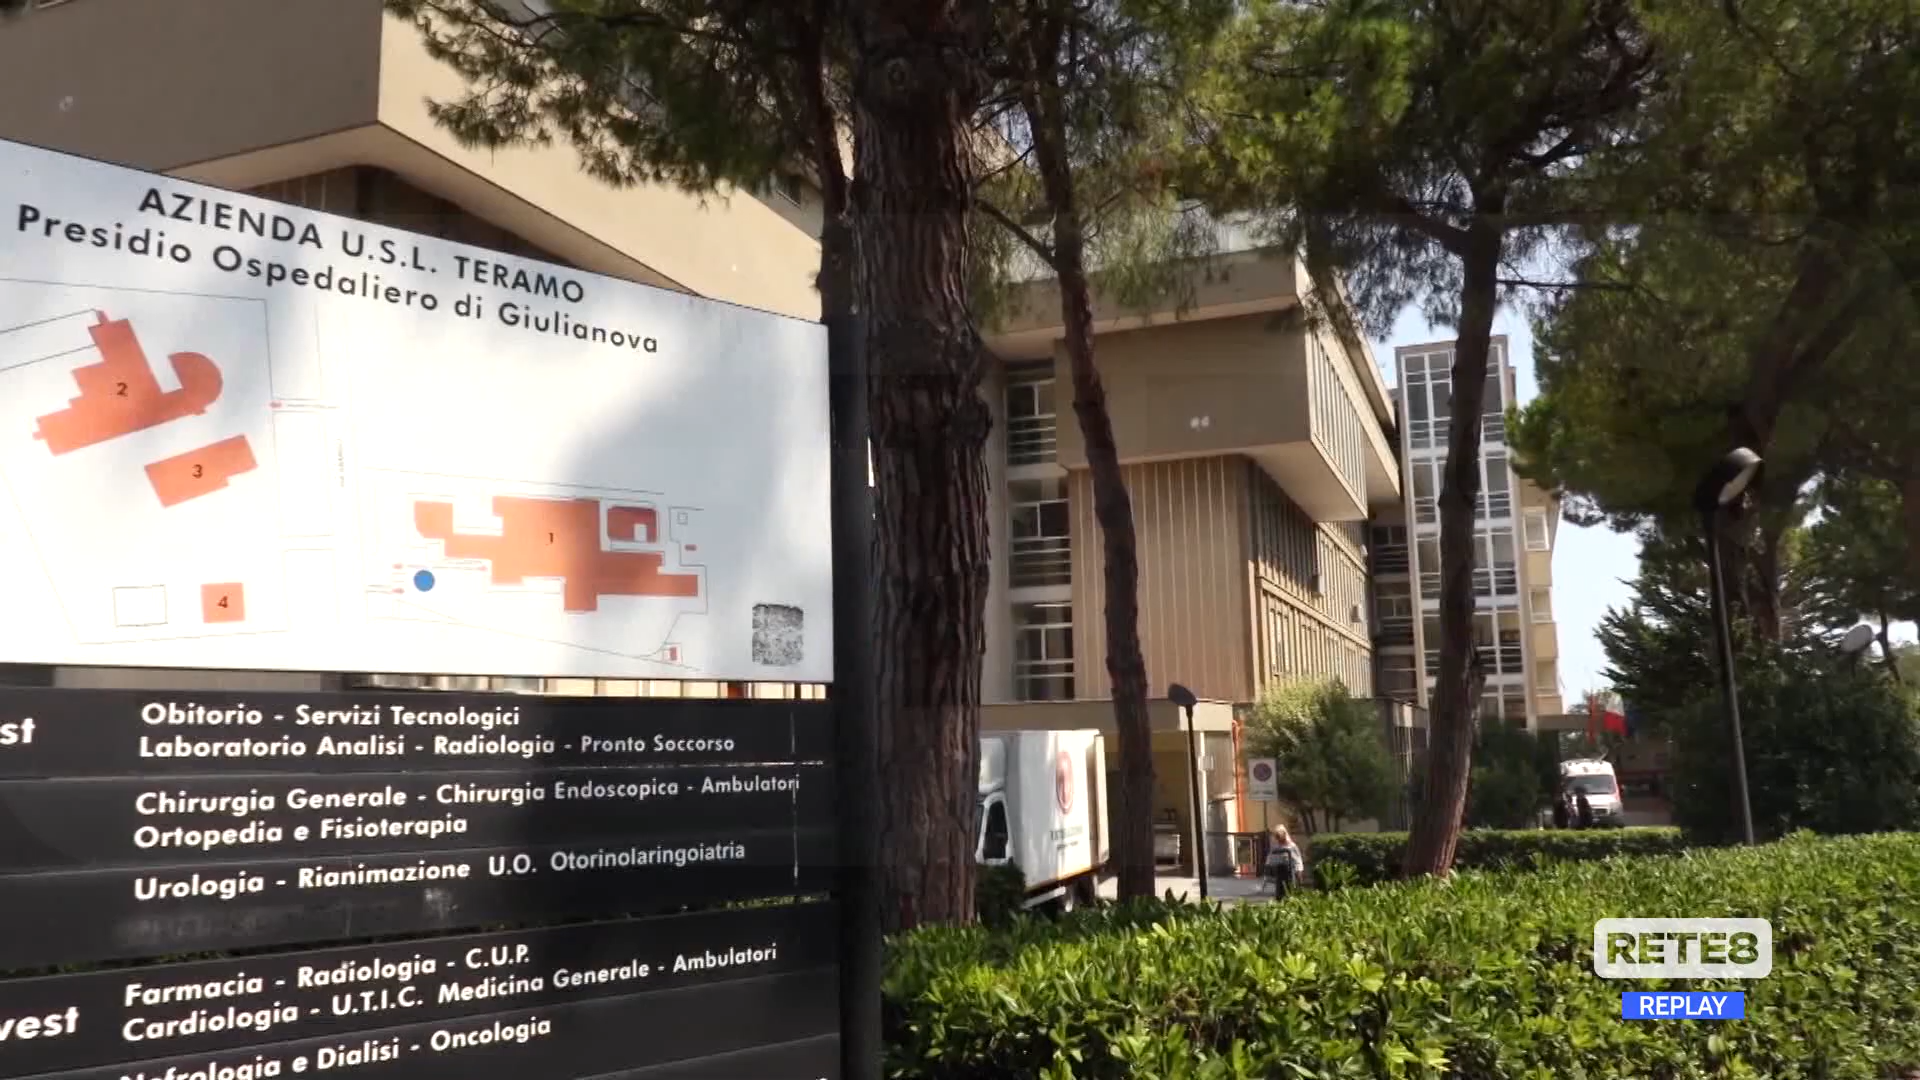 AZIENDA U.S.L. TERAMO
Presidio Ospedaliero di Giulianova
2
3
1
4
st
Obitorio - Servizi Tecnologici
Laboratorio Analisi - Radiologia - Pronto Soccorso
Chirurgia Generale - Chirurgia Endoscopica - Ambulatori
Ortopedia e Fisioterapia
Urologia - Rianimazione U.O. Otorinolaringoiatria
vest
Farmacia - Radiologia - C.U.P.
Cardiologia - U.T.I.C. Medicina Generale - Ambulatori
Nefrologia e Dialisi - Oncologia
RETE8
REPLAY